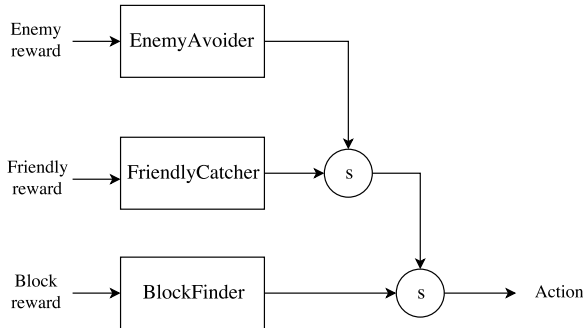 Enemy
reward
EnemyAvoider
Friendly
reward
FriendlyCatcher
s
Block
reward
BlockFinder
s
Action